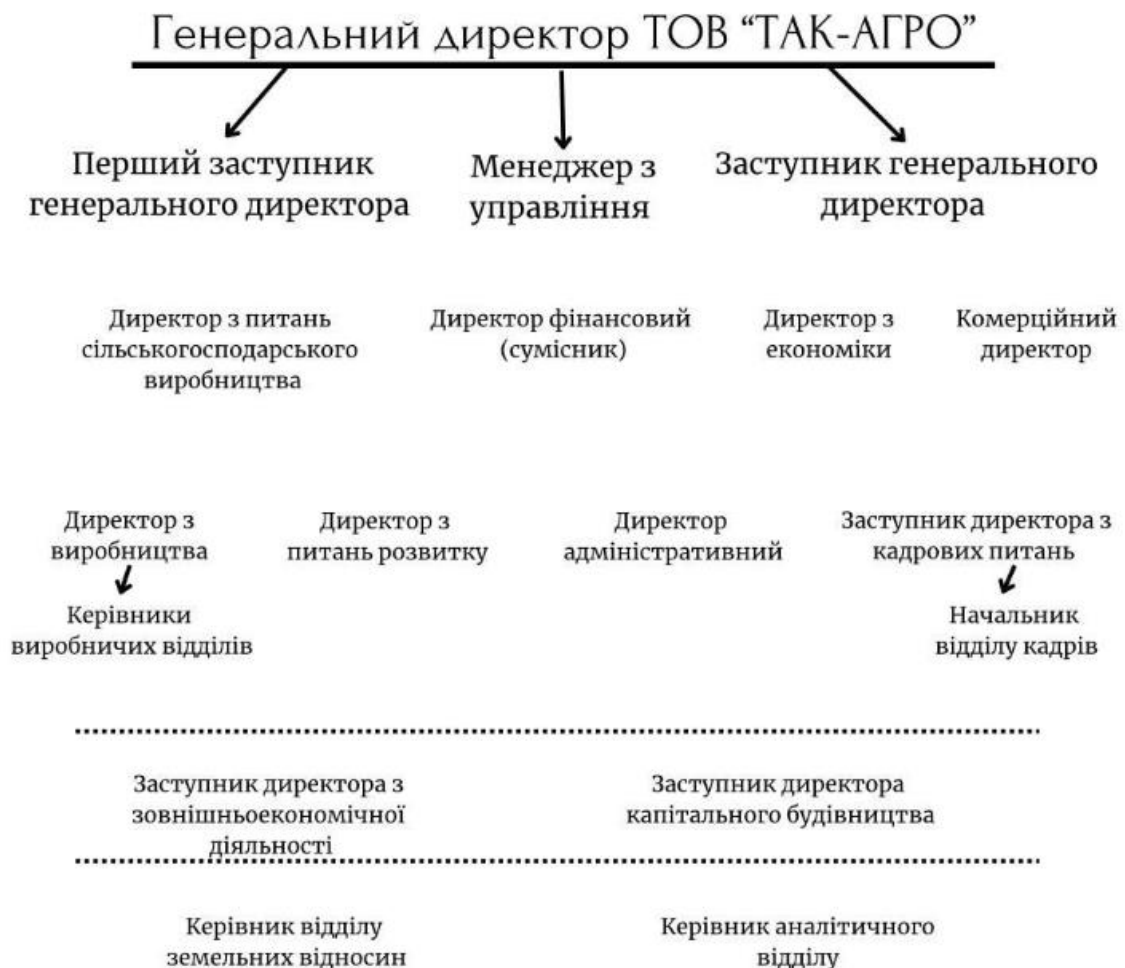 Генеральний директор ТОВ “ТАК-АГРО”
Перший заступник
генерального директора
Менеджер з
управління
Заступник генерального
директора
Директор з питань
сільськогосподарського
виробництва
Директор фінансовий
(сумісник)
Директор з
економіки
Комерційний
директор
Директор з
виробництва
Директор з
питань розвитку
Директор
адміністративний
Заступник директора з
кадрових питань
Керівники
виробничих відділів
Начальник
відділу кадрів
Заступник директора з
зовнішньоекономічної
діяльності
Заступник директора
капітального будівництва
Керівник відділу
земельних відносин
Керівник аналітичного
відділу